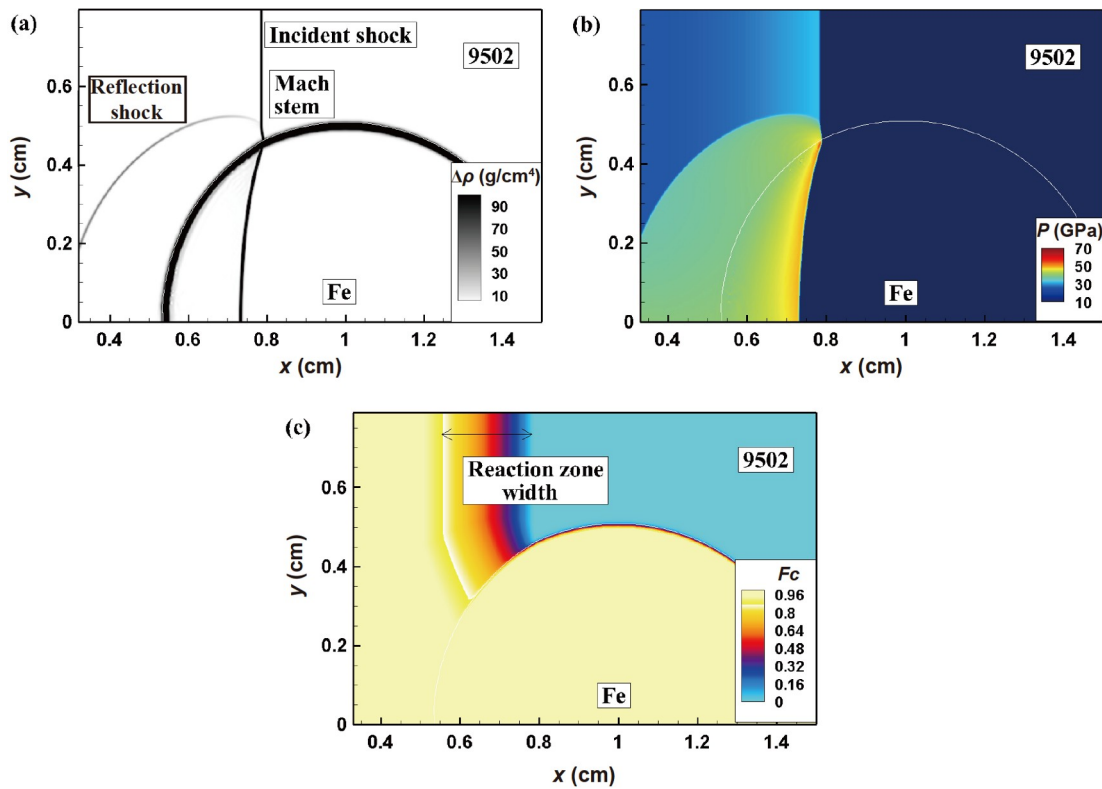 (a)
Incident shock
9502
Reflection
shock
Mach
stem
Δρ (g/cm⁴)
90
70
50
30
10
Fe
y (cm)
0.6
0.4
0.2
0
0.4
0.6
0.8
1
1.2
1.4
x (cm)
(b)
9502
P (GPa)
70
60
50
40
30
20
10
Fe
y (cm)
0.6
0.4
0.2
0
0.4
0.6
0.8
1
1.2
1.4
x (cm)
(c)
Reaction zone
width
9502
Fc
0.96
0.8
0.64
0.48
0.32
0.16
0
Fe
y (cm)
0.6
0.4
0.2
0
0.4
0.6
0.8
1
1.2
1.4
x (cm)